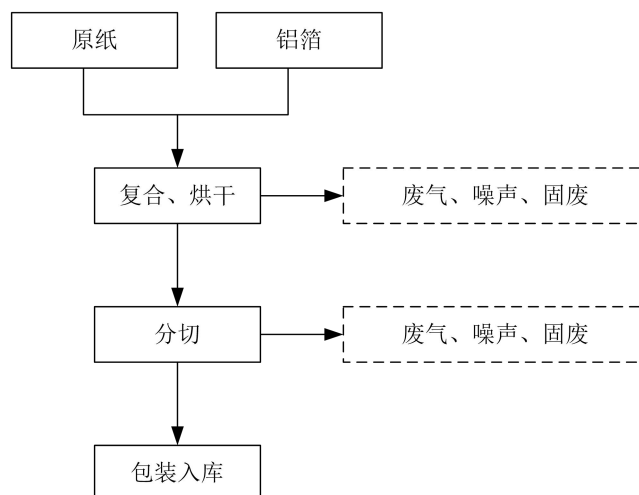 原纸
铝箔
复合、烘干
废气、噪声、固废
分切
废气、噪声、固废
包装入库